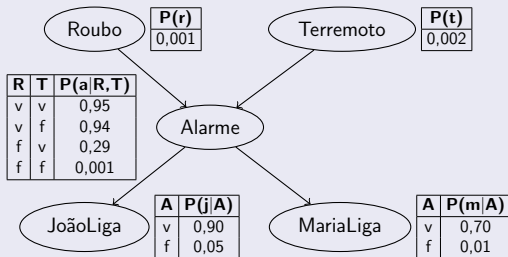 Roubo
P(r)
0,001
Terremoto
P(t)
0,002
R T P(a|R,T)
v v 0,95
v f 0,94
f v 0,29
f f 0,001
Alarme
JoãoLiga
A P(j|A)
v 0,90
f 0,05
MariaLiga
A P(m|A)
v 0,70
f 0,01